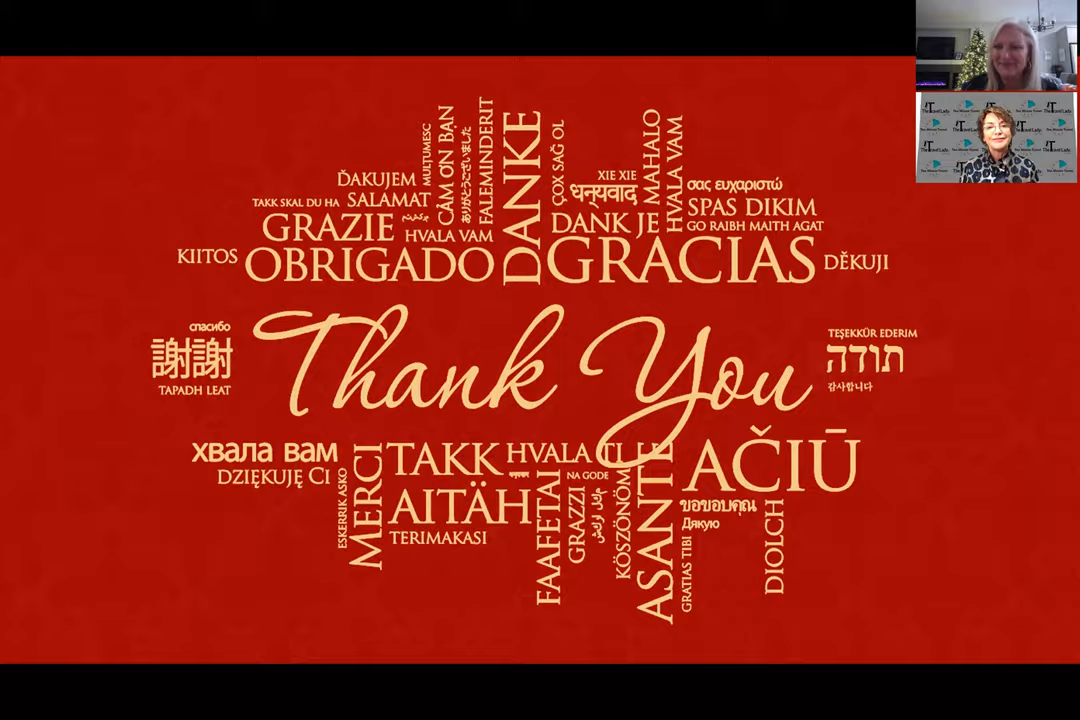 MULŢUMESC
CẢM ƠN BẠN
ありがとうございました
FALEMINDERIT
DANKE
ÇOX SAĞ OL
MAHALO
HVALA VAM
XIE XIE
ĎAKUJEM
धन्यवाद
σας ευχαριστώ
TAKK SKAL DU HA
SALAMAT
SPAS DIKIM
GRAZIE
HVALA VAM
DANK JE
GO RAIBH MAITH AGAT
KIITOS
OBRIGADO
GRACIAS
DĚKUJI
спасибо
謝謝
TAPADH LEAT
Thank You
TEŞEKKÜR EDERIM
תודה
감사합니다
хвала вам
DZIĘKUJĘ CI
ESKERRIK ASKO
MERCI
TAKK
HVALA TI
AČIŪ
AITÄH
TERIMAKASI
FAAFETAI
NA GODE
GRAZZI
KÖSZÖNÖM
ASANTE
ขอขอบคุณ
Дякую
GRATIAS TIBI
DIOLCH